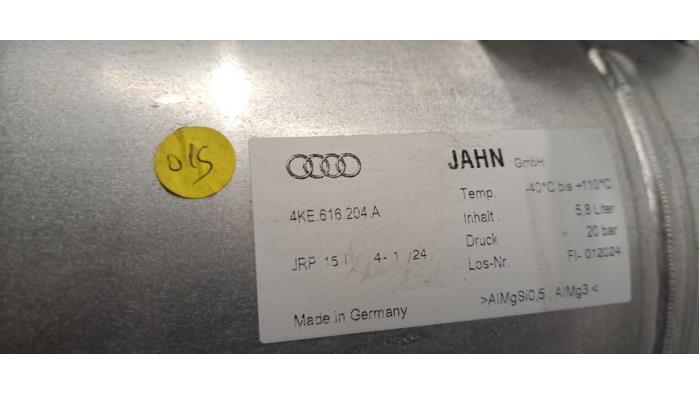 015
JAHN GmbH
4KE.616.204.A
JRP 15 I 4- 1 /24
Made in Germany
Temp. -40°C bis +110°C
Inhalt : 5,8 Liter
Druck 20 bar
Los-Nr. FI- 012024
>AlMgSi0,5 , AlMg3<